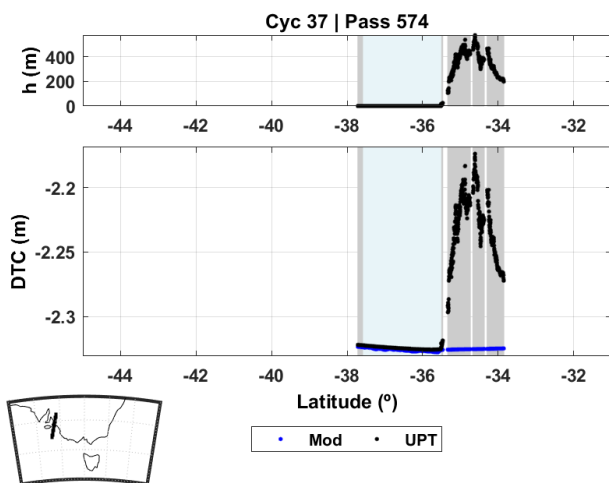 Cyc 37 | Pass 574
h (m)
400
200
0
-44 -42 -40 -38 -36 -34 -32
DTC (m)
-2.2
-2.25
-2.3
-44 -42 -40 -38 -36 -34 -32
Latitude (º)
Mod UPT